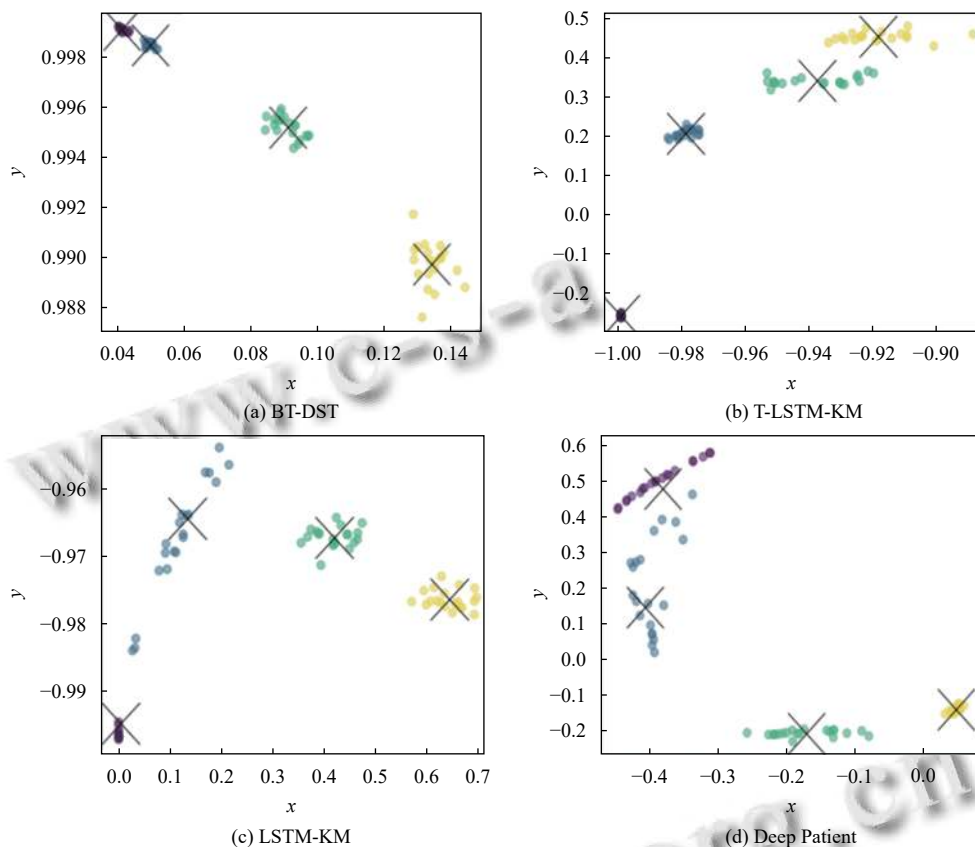 0.998
0.996
0.994
0.992
0.990
0.988
y
0.04 0.06 0.08 0.10 0.12 0.14
x
(a) BT-DST
0.5
0.4
0.3
0.2
0.1
0.0
−0.1
−0.2
y
−1.00 −0.98 −0.96 −0.94 −0.92 −0.90
x
(b) T-LSTM-KM
−0.96
−0.97
−0.98
−0.99
y
0.0 0.1 0.2 0.3 0.4 0.5 0.6 0.7
x
(c) LSTM-KM
0.6
0.5
0.4
0.3
0.2
0.1
0.0
−0.1
−0.2
y
−0.4 −0.3 −0.2 −0.1 0.0
x
(d) Deep Patient
www.c-s-a